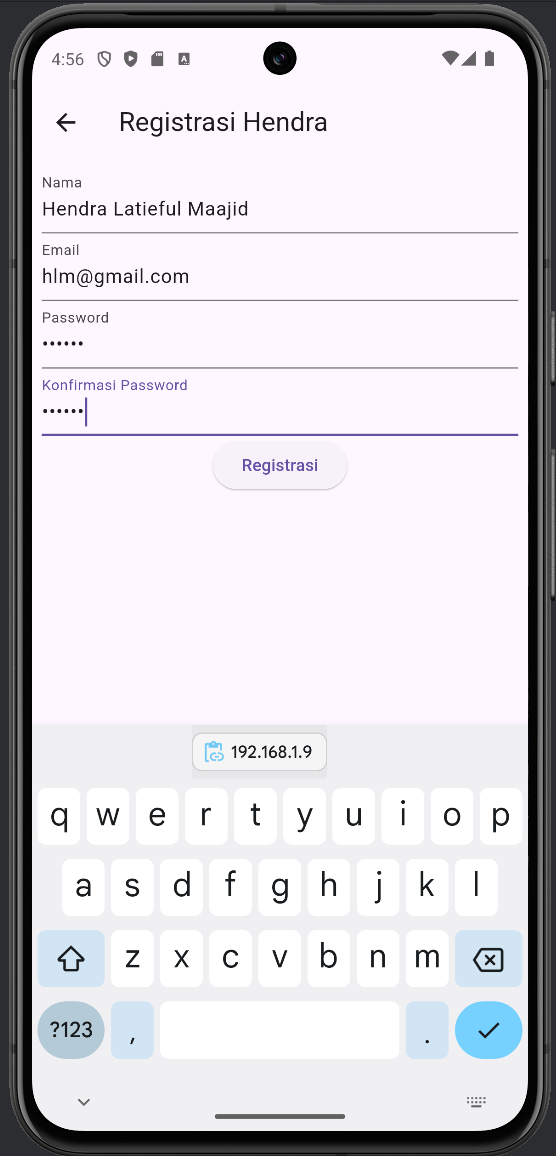 4:56
Registrasi Hendra
Nama
Hendra Latieful Maajid
Email
hlm@gmail.com
Password
••••••
Konfirmasi Password
••••••
Registrasi
192.168.1.9
q w e r t y u i o p
a s d f g h j k l
z x c v b n m
?123 , .